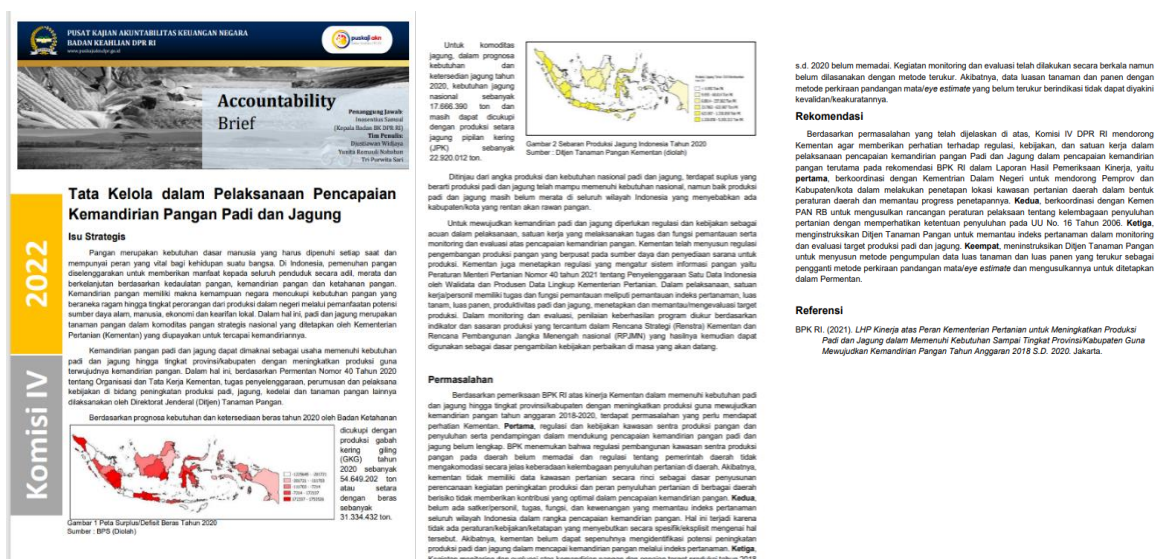 PUSAT KAJIAN AKUNTABILITAS KEUANGAN NEGARA
BADAN KEAHLIAN DPR RI
www.puskajiakn.dpr.go.id
puskaji akn
Accountability
Brief
Penanggung Jawab:
Inosentius Samsul
(Kepala Badan BK DPR RI)
Tim Penulis:
Dyastiawan Widjaya
Yunita Romauli Nababan
Tri Purwita Sari
2022
Komisi IV
Tata Kelola dalam Pelaksanaan Pencapaian
Kemandirian Pangan Padi dan Jagung
Isu Strategis
Pangan merupakan kebutuhan dasar manusia yang harus dipenuhi setiap saat dan
mempunyai peran yang vital bagi kehidupan suatu bangsa. Di Indonesia, pemenuhan pangan
diselenggarakan untuk memberikan manfaat kepada seluruh penduduk secara adil, merata dan
berkelanjutan berdasarkan kedaulatan pangan, kemandirian pangan dan ketahanan pangan.
Kemandirian pangan memiliki makna kemampuan negara mencukupi kebutuhan pangan yang
beraneka ragam hingga tingkat perorangan dari produksi dalam negeri melalui pemanfaatan potensi
sumber daya alam, manusia, ekonomi dan kearifan lokal. Dalam hal ini, padi dan jagung merupakan
tanaman pangan dalam komoditas pangan strategis nasional yang ditetapkan oleh Kementerian
Pertanian (Kementan) yang diupayakan untuk tercapai kemandiriannya.
Kemandirian pangan padi dan jagung dapat dimaknai sebagai usaha memenuhi kebutuhan
padi dan jagung hingga tingkat provinsi/kabupaten dengan meningkatkan produksi guna
terwujudnya kemandirian pangan. Dalam hal ini, berdasarkan Permentan Nomor 40 Tahun 2020
tentang Organisasi dan Tata Kerja Kementan, tugas penyelenggaraan, perumusan dan pelaksana
kebijakan di bidang peningkatan produksi padi, jagung, kedelai dan tanaman pangan lainnya
dilaksanakan oleh Direktorat Jenderal (Ditjen) Tanaman Pangan.
Berdasarkan prognosa kebutuhan dan ketersediaan beras tahun 2020 oleh Badan Ketahanan
dicukupi dengan
produksi gabah
kering giling
(GKG) tahun
2020 sebanyak
54.649.202 ton
atau setara
dengan beras
sebanyak
31.334.432 ton.
Gambar 1 Peta Surplus/Defisit Beras Tahun 2020
Sumber : BPS (Diolah)
Untuk komoditas
jagung, dalam prognosa
kebutuhan dan
ketersedian jagung tahun
2020, kebutuhan jagung
nasional sebanyak
17.666.390 ton dan
masih dapat dicukupi
dengan produksi setara
jagung pipilan kering
(JPK) sebanyak
22.920.012 ton.
Gambar 2 Sebaran Produksi Jagung Indonesia Tahun 2020
Sumber : Ditjen Tanaman Pangan Kementan (diolah)
Ditinjau dari angka produksi dan kebutuhan nasional padi dan jagung, terdapat suplus yang
berarti produksi padi dan jagung telah mampu memenuhi kebutuhan nasional, namun baik produksi
padi dan jagung masih belum merata di seluruh wilayah Indonesia yang menyebabkan ada
kabupaten/kota yang rentan akan rawan pangan.
Untuk mewujudkan kemandirian padi dan jagung diperlukan regulasi dan kebijakan sebagai
acuan dalam pelaksanaan, satuan kerja yang melaksanakan tugas dan fungsi pemantauan serta
monitoring dan evaluasi atas pencapaian kemandirian pangan. Kementan telah menyusun regulasi
pengembangan produksi pangan yang berpusat pada sumber daya dan penyediaan sarana untuk
produksi. Kementan juga menetapkan regulasi yang mengatur sistem informasi pangan yaitu
Peraturan Menteri Pertanian Nomor 40 tahun 2021 tentang Penyelenggaraan Satu Data Indonesia
oleh Walidata dan Produsen Data Lingkup Kementerian Pertanian. Dalam pelaksanaan, satuan
kerja/personil memiliki tugas dan fungsi pemantauan meliputi pemantauan indeks pertanaman, luas
tanam, luas panen, produktivitas padi dan jagung, menetapkan dan memantau/mengevaluasi target
produksi. Dalam monitoring dan evaluasi, penilaian keberhasilan program diukur berdasarkan
indikator dan sasaran produksi yang tercantum dalam Rencana Strategi (Renstra) Kementan dan
Rencana Pembangunan Jangka Menengah nasional (RPJMN) yang hasilnya kemudian dapat
digunakan sebagai dasar pengambilan kebijakan perbaikan di masa yang akan datang.
Permasalahan
Berdasarkan pemeriksaan BPK RI atas kinerja Kementan dalam memenuhi kebutuhan padi
dan jagung hingga tingkat provinsi/kabupaten dengan meningkatkan produksi guna mewujudkan
kemandirian pangan tahun anggaran 2018-2020, terdapat permasalahan yang perlu mendapat
perhatian Kementan. Pertama, regulasi dan kebijakan kawasan sentra produksi pangan dan
penyuluhan serta pendampingan dalam mendukung pencapaian kemandirian pangan padi dan
jagung belum lengkap. BPK menemukan bahwa regulasi pembangunan kawasan sentra produksi
pangan pada daerah belum memadai dan regulasi tentang pemerintah daerah tidak
mengakomodasi secara jelas keberadaan kelembagaan penyuluhan pertanian di daerah. Akibatnya,
kementan tidak memiliki data kawasan pertanian secara rinci sebagai dasar penyusunan
perencanaan kegiatan peningkatan produksi dan peran penyuluhan pertanian di berbagai daerah
berisiko tidak memberikan kontribusi yang optimal dalam pencapaian kemandirian pangan. Kedua,
belum ada satker/personil, tugas, fungsi, dan kewenangan yang memantau indeks pertanaman
seluruh wilayah Indonesia dalam rangka pencapaian kemandirian pangan. Hal ini terjadi karena
tidak ada peraturan/kebijakan/ketatapan yang menyebutkan secara spesifik/eksplisit mengenai hal
tersebut. Akibatnya, kementan belum dapat sepenuhnya mengidentifikasi potensi peningkatan
produksi padi dan jagung dalam mencapai kemandirian pangan melalui indeks pertanaman. Ketiga,
s.d. 2020 belum memadai. Kegiatan monitoring dan evaluasi telah dilakukan secara berkala namun
belum dilasanakan dengan metode terukur. Akibatnya, data luasan tanaman dan panen dengan
metode perkiraan pandangan mata/eye estimate yang belum terukur berindikasi tidak dapat diyakini
kevalidan/keakuratannya.
Rekomendasi
Berdasarkan permasalahan yang telah dijelaskan di atas, Komisi IV DPR RI mendorong
Kementan agar memberikan perhatian terhadap regulasi, kebijakan, dan satuan kerja dalam
pelaksanaan pencapaian kemandirian pangan Padi dan Jagung dalam pencapaian kemandirian
pangan terutama pada rekomendasi BPK RI dalam Laporan Hasil Pemeriksaan Kinerja, yaitu
pertama, berkoordinasi dengan Kementrian Dalam Negeri untuk mendorong Pemprov dan
Kabupaten/kota dalam melakukan penetapan lokasi kawasan pertanian daerah dalam bentuk
peraturan daerah dan memantau progress penetapannya. Kedua, berkoordinasi dengan Kemen
PAN RB untuk mengusulkan rancangan peraturan pelaksana tentang kelembagaan penyuluhan
pertanian dengan memperhatikan ketentuan penyuluhan pada UU No. 16 Tahun 2006. Ketiga,
menginstruksikan Ditjen Tanaman Pangan untuk memantau indeks pertanaman dalam monitoring
dan evaluasi target produksi padi dan jagung. Keempat, meninstruksikan Ditjen Tanaman Pangan
untuk menyusun metode pengumpulan data luas tanaman dan luas panen yang terukur sebagai
pengganti metode perkiraan pandangan mata/eye estimate dan mengusulkannya untuk ditetapkan
dalam Permentan.
Referensi
BPK RI. (2021). LHP Kinerja atas Peran Kementerian Pertanian untuk Meningkatkan Produksi
Padi dan Jagung dalam Memenuhi Kebutuhan Sampai Tingkat Provinsi/Kabupaten Guna
Mewujudkan Kemandirian Pangan Tahun Anggaran 2018 S.D. 2020. Jakarta.